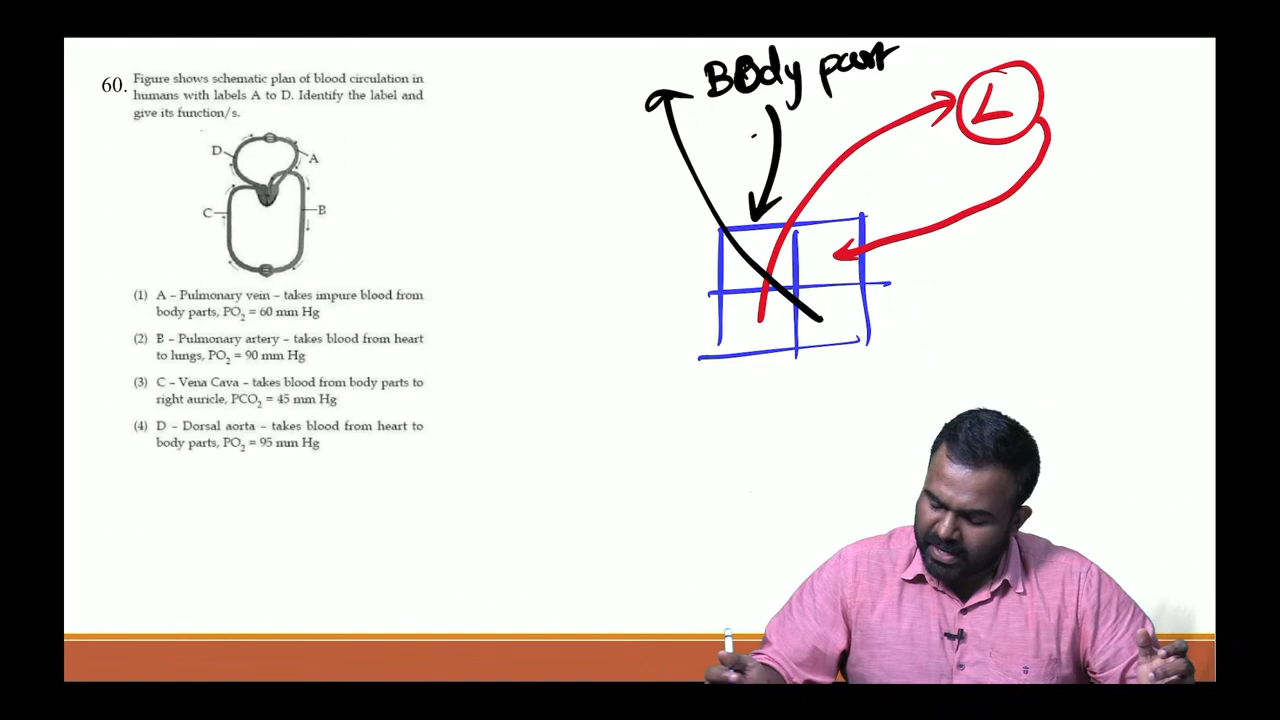 60. Figure shows schematic plan of blood circulation in
humans with labels A to D. Identify the label and
give its function/s.
D
A
C
B
(1) A – Pulmonary vein – takes impure blood from
body parts, PO₂ = 60 mm Hg
(2) B – Pulmonary artery – takes blood from heart
to lungs, PO₂ = 90 mm Hg
(3) C – Vena Cava – takes blood from body parts to
right auricle, PCO₂ = 45 mm Hg
(4) D – Dorsal aorta – takes blood from heart to
body parts, PO₂ = 95 mm Hg
BOdy part
L